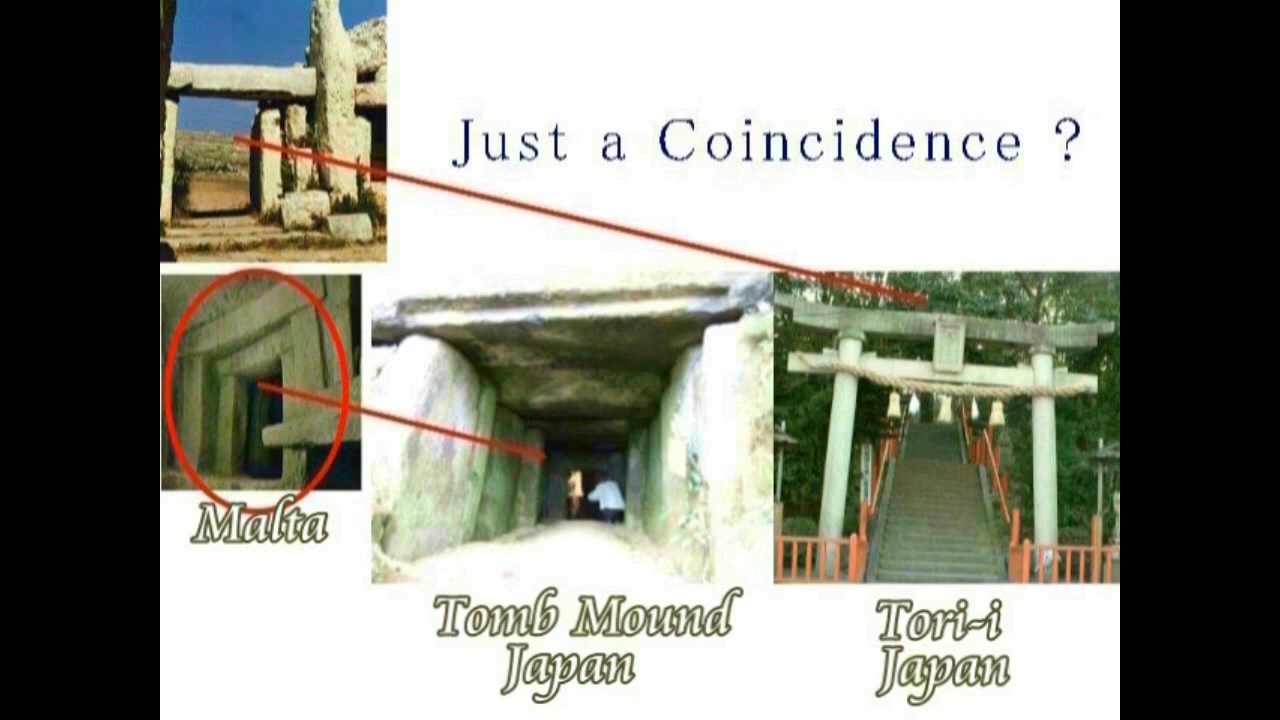 Just a Coincidence ?
Malta
Tomb Mound
Japan
Tori-i
Japan